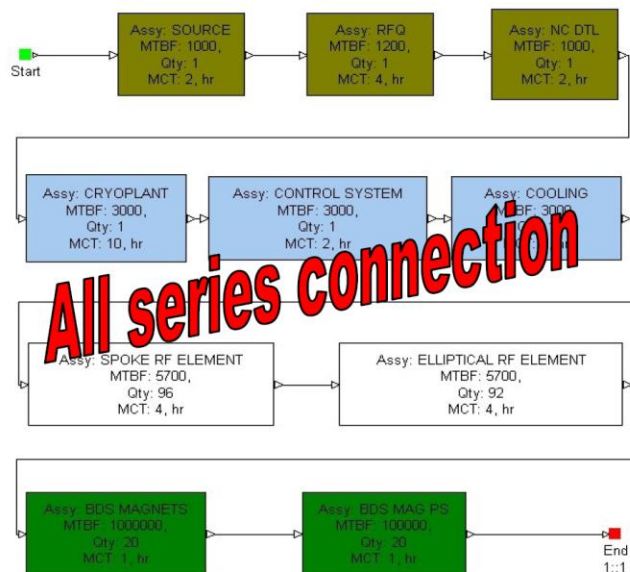 Start
Assy: SOURCE
MTBF: 1000,
Qty: 1
MCT: 2, hr
Assy: RFQ
MTBF: 1200,
Qty: 1
MCT: 4, hr
Assy: NC DTL
MTBF: 1000,
Qty: 1
MCT: 2, hr
Assy: CRYOPLANT
MTBF: 3000,
Qty: 1
MCT: 10, hr
Assy: CONTROL SYSTEM
MTBF: 3000,
Qty: 1
MCT: 2, hr
Assy: COOLING
MTBF: 3000
All series connection
Assy: SPOKE RF ELEMENT
MTBF: 5700,
Qty: 96
MCT: 4, hr
Assy: ELLIPTICAL RF ELEMENT
MTBF: 5700,
Qty: 92
MCT: 4, hr
Assy: BDS MAGNETS
MTBF: 1000000,
Qty: 20
MCT: 1, hr
Assy: BDS MAG PS
MTBF: 100000,
Qty: 20
MCT: 1, hr
End
1::1